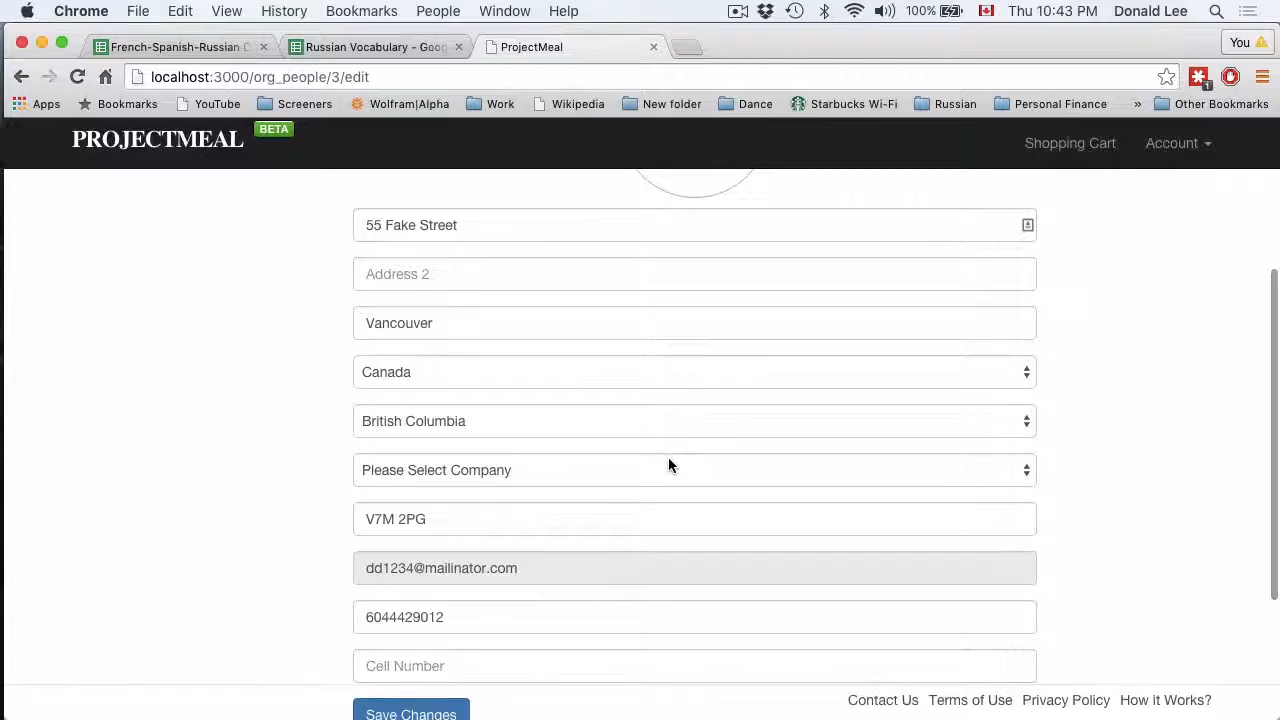 Chrome File Edit View History Bookmarks People Window Help 100% Thu 10:43 PM Donald Lee
French-Spanish-Russian Russian Vocabulary - Goo ProjectMeal You
localhost:3000/org_people/3/edit 1
Apps Bookmarks YouTube Screeners Wolfram|Alpha Work Wikipedia New folder Dance Starbucks Wi-Fi Russian Personal Finance » Other Bookmarks
PROJECTMEAL BETA Shopping Cart Account
55 Fake Street
Address 2
Vancouver
Canada
British Columbia
Please Select Company
V7M 2PG
dd1234@mailinator.com
6044429012
Cell Number
Save Changes
Contact Us Terms of Use Privacy Policy How it Works?